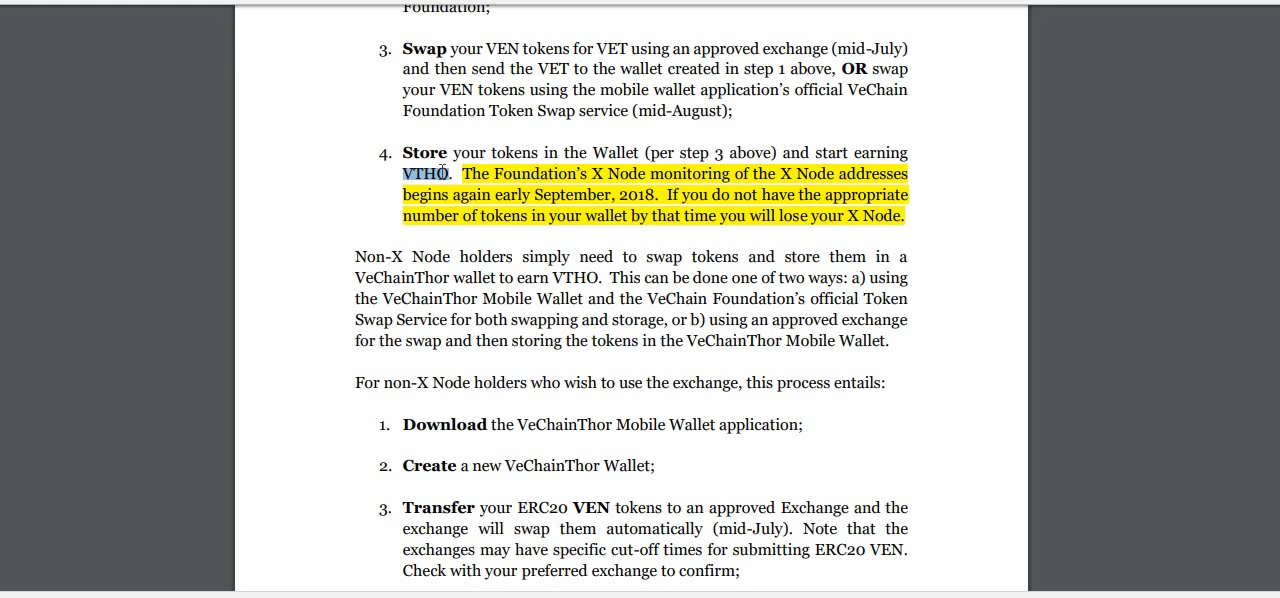 Foundation;
3. Swap your VEN tokens for VET using an approved exchange (mid-July)
and then send the VET to the wallet created in step 1 above, OR swap
your VEN tokens using the mobile wallet application’s official VeChain
Foundation Token Swap service (mid-August);
4. Store your tokens in the Wallet (per step 3 above) and start earning
VTHO. The Foundation’s X Node monitoring of the X Node addresses
begins again early September, 2018. If you do not have the appropriate
number of tokens in your wallet by that time you will lose your X Node.
Non-X Node holders simply need to swap tokens and store them in a
VeChainThor wallet to earn VTHO. This can be done one of two ways: a) using
the VeChainThor Mobile Wallet and the VeChain Foundation’s official Token
Swap Service for both swapping and storage, or b) using an approved exchange
for the swap and then storing the tokens in the VeChainThor Mobile Wallet.
For non-X Node holders who wish to use the exchange, this process entails:
1. Download the VeChainThor Mobile Wallet application;
2. Create a new VeChainThor Wallet;
3. Transfer your ERC20 VEN tokens to an approved Exchange and the
exchange will swap them automatically (mid-July). Note that the
exchanges may have specific cut-off times for submitting ERC20 VEN.
Check with your preferred exchange to confirm;